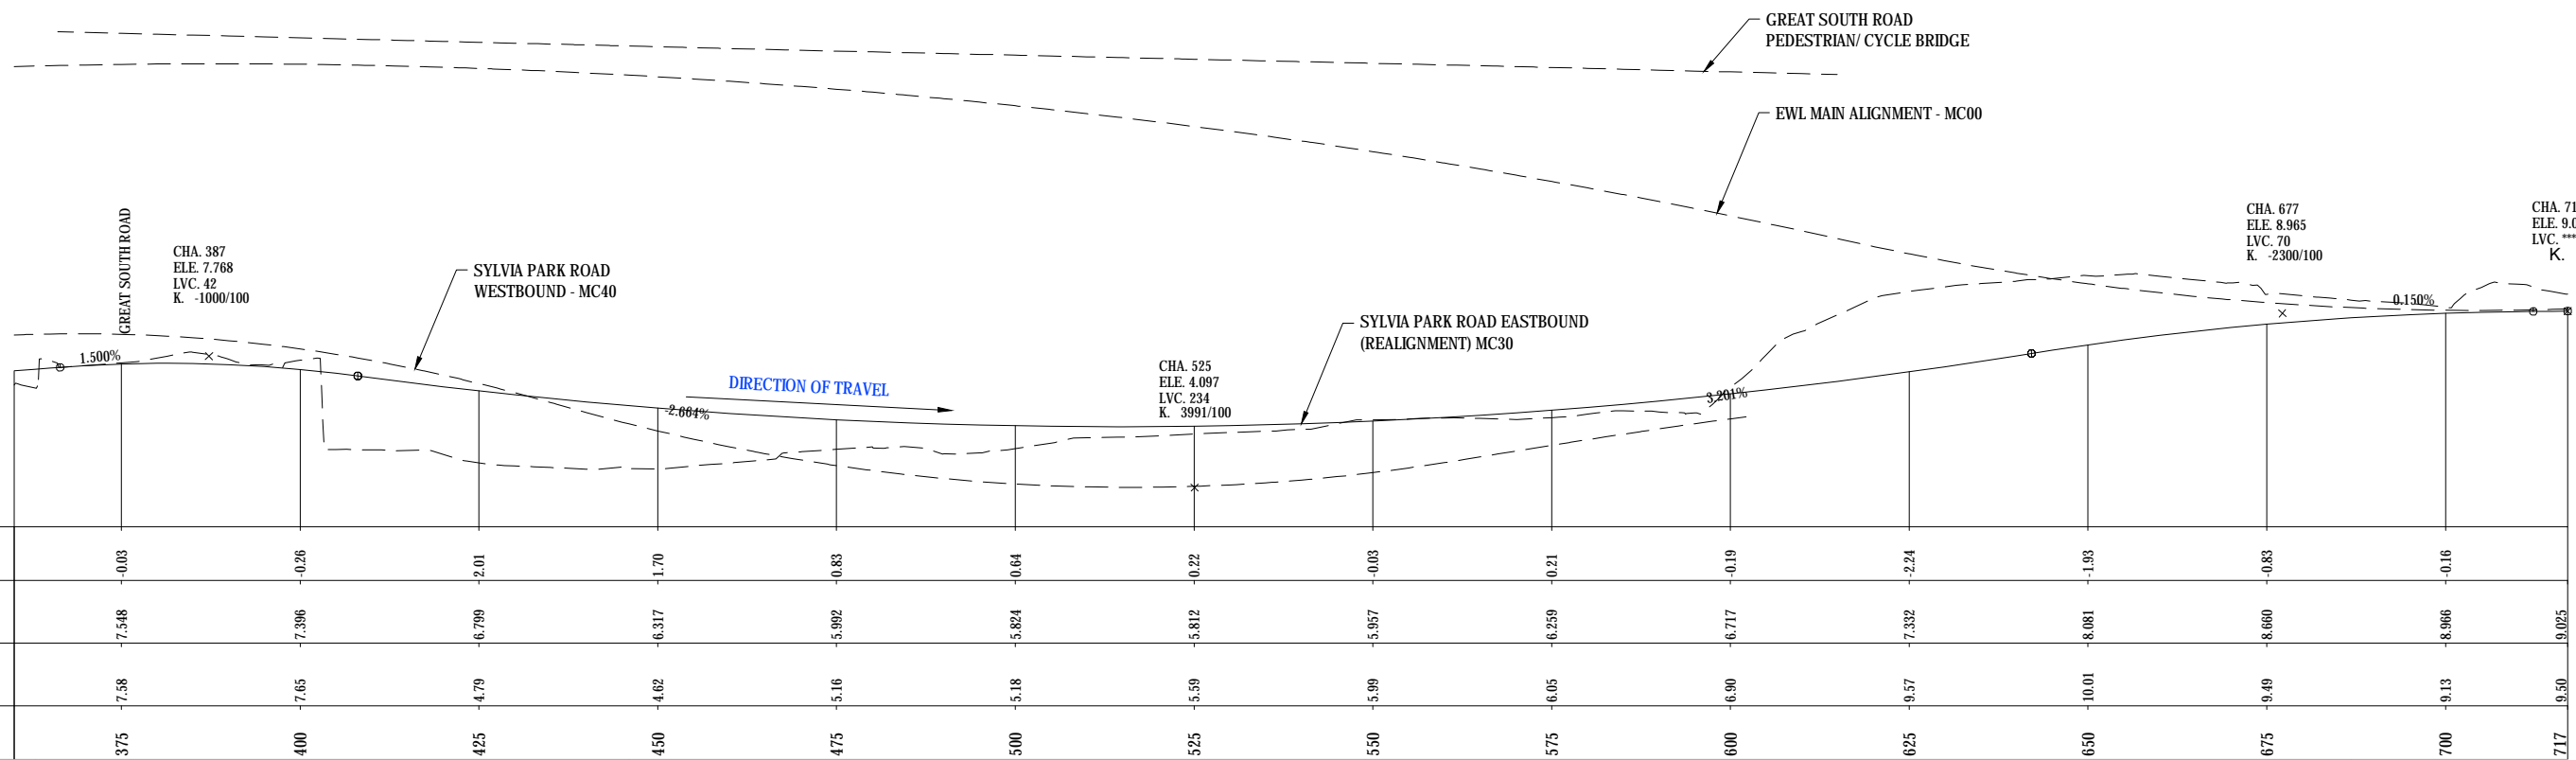 GREAT SOUTH ROAD
PEDESTRIAN/ CYCLE BRIDGE
EWL MAIN ALIGNMENT - MC00
GREAT SOUTH ROAD
CHA. 387
ELE. 7.768
LVC. 42
K. -1000/100
SYLVIA PARK ROAD
WESTBOUND - MC40
SYLVIA PARK ROAD EASTBOUND
(REALIGNMENT) MC30
CHA. 677
ELE. 8.965
LVC. 70
K. -2300/100
CHA. 71
ELE. 9.0
LVC. ***
K.
1.500%
DIRECTION OF TRAVEL
-2.664%
CHA. 525
ELE. 4.097
LVC. 234
K. 3991/100
3.201%
0.150%
-0.03 -0.26 2.01 1.70 0.83 0.64 0.22 -0.03 0.21 -0.19 -2.24 -1.93 -0.83 -0.16
7.548 7.396 6.799 6.317 5.992 5.824 5.812 5.957 6.259 6.717 7.332 8.081 8.660 8.966 9.025
7.58 7.65 4.79 4.62 5.16 5.18 5.59 5.99 6.05 6.90 9.57 10.01 9.49 9.13 9.50
375 400 425 450 475 500 525 550 575 600 625 650 675 700 717